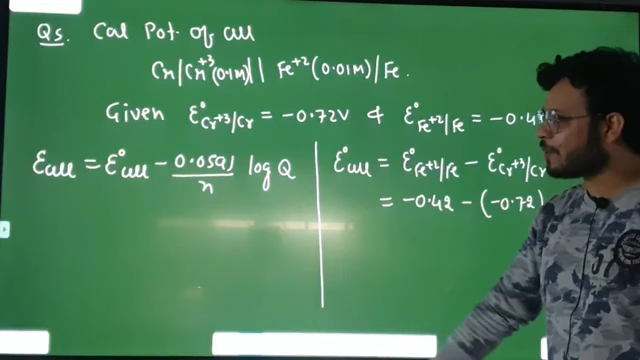 Qs. Cal Pot. of cell
Cr/Cr+3(0.1M)||Fe+2(0.01M)/Fe.
Given E°Cr+3/Cr = -0.72V & E°Fe+2/Fe = -0.4
Ecell = E°cell - 0.0591/n log Q
E°cell = E°Fe+2/Fe - E°Cr+3/Cr
= -0.42 - (-0.72)